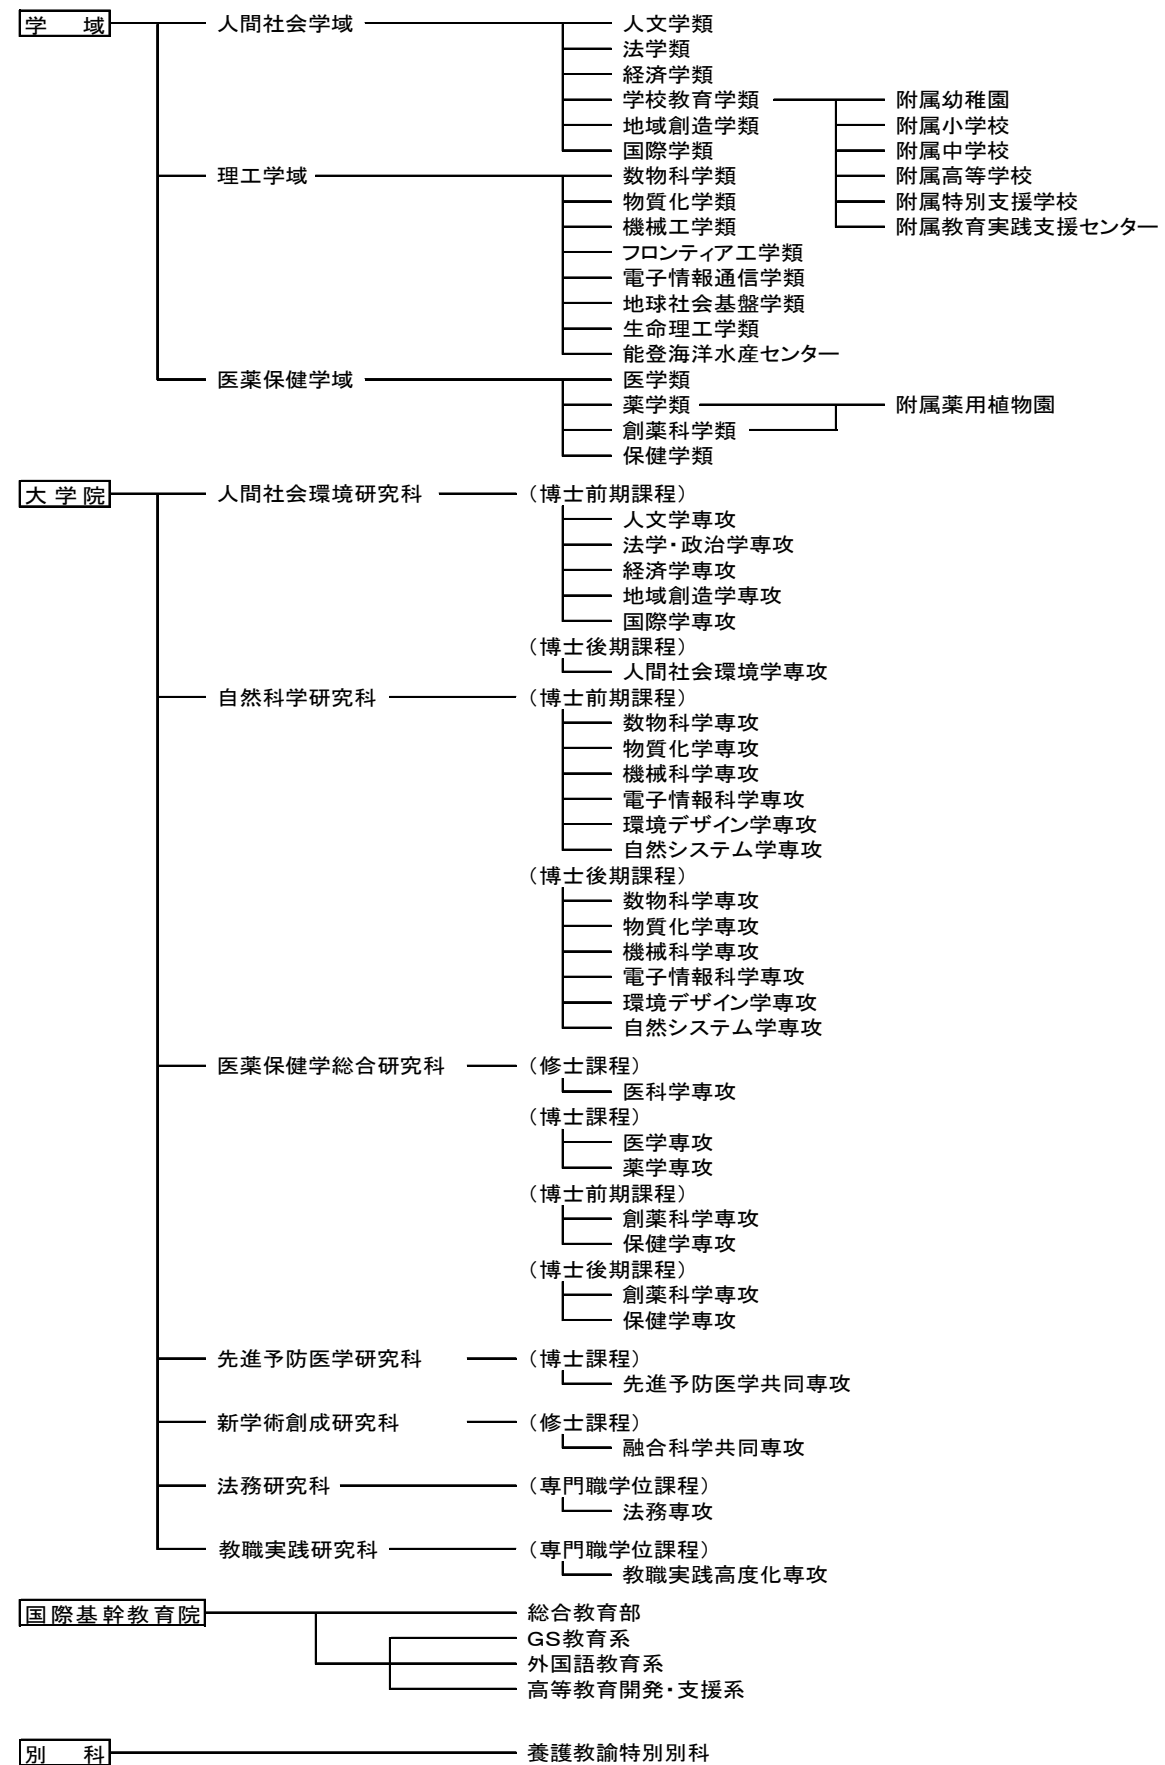 学　域　人間社会学域　人文学類
法学類
経済学類
学校教育学類　附属幼稚園
地域創造学類　附属小学校
国際学類　附属中学校
理工学域　数物科学類　附属高等学校
物質化学類　附属特別支援学校
機械工学類　附属教育実践支援センター
フロンティア工学類
電子情報通信学類
地球社会基盤学類
生命理工学類
能登海洋水産センター
医薬保健学域　医学類
薬学類　附属薬用植物園
創薬科学類
保健学類
大学院　人間社会環境研究科　（博士前期課程）
人文学専攻
法学・政治学専攻
経済学専攻
地域創造学専攻
国際学専攻
（博士後期課程）
人間社会環境学専攻
自然科学研究科　（博士前期課程）
数物科学専攻
物質化学専攻
機械科学専攻
電子情報科学専攻
環境デザイン学専攻
自然システム学専攻
（博士後期課程）
数物科学専攻
物質化学専攻
機械科学専攻
電子情報科学専攻
環境デザイン学専攻
自然システム学専攻
医薬保健学総合研究科　（修士課程）
医科学専攻
（博士課程）
医学専攻
薬学専攻
（博士前期課程）
創薬科学専攻
保健学専攻
（博士後期課程）
創薬科学専攻
保健学専攻
先進予防医学研究科　（博士課程）
先進予防医学共同専攻
新学術創成研究科　（修士課程）
融合科学共同専攻
法務研究科　（専門職学位課程）
法務専攻
教職実践研究科　（専門職学位課程）
教職実践高度化専攻
国際基幹教育院　総合教育部
GS教育系
外国語教育系
高等教育開発・支援系
別　科　養護教諭特別別科